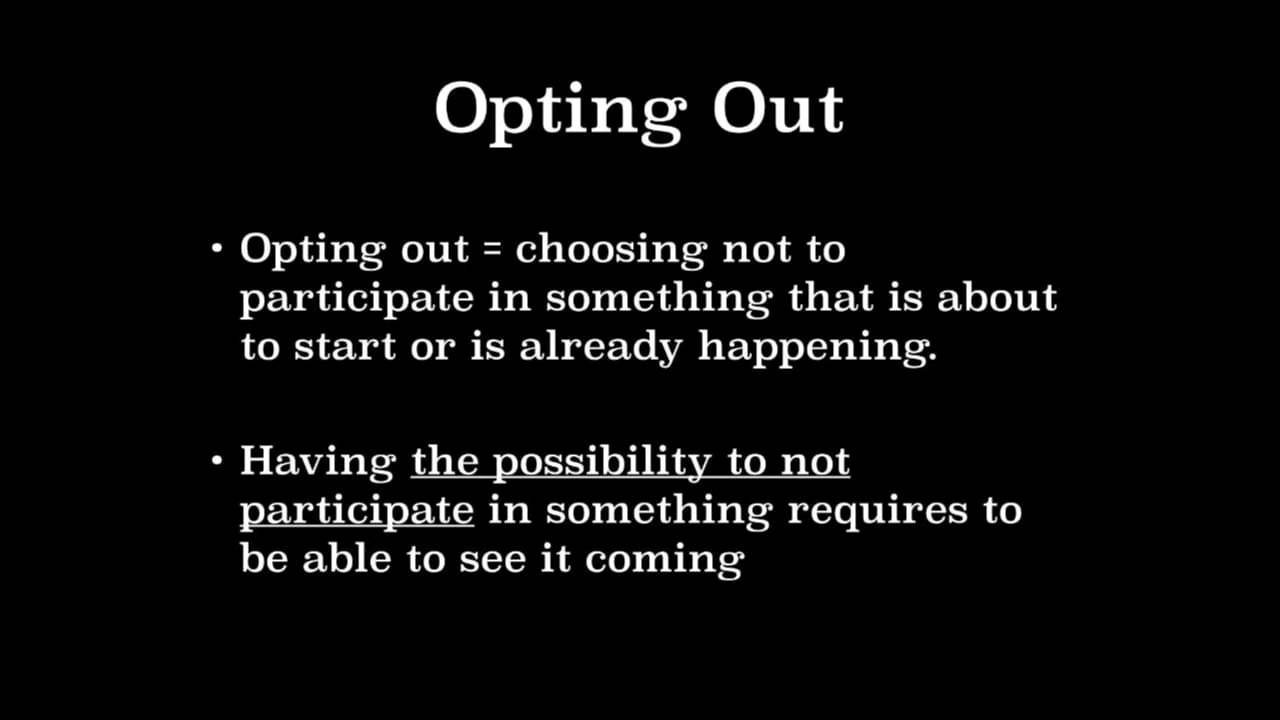 Opting Out
• Opting out = choosing not to
participate in something that is about
to start or is already happening.
• Having the possibility to not
participate in something requires to
be able to see it coming